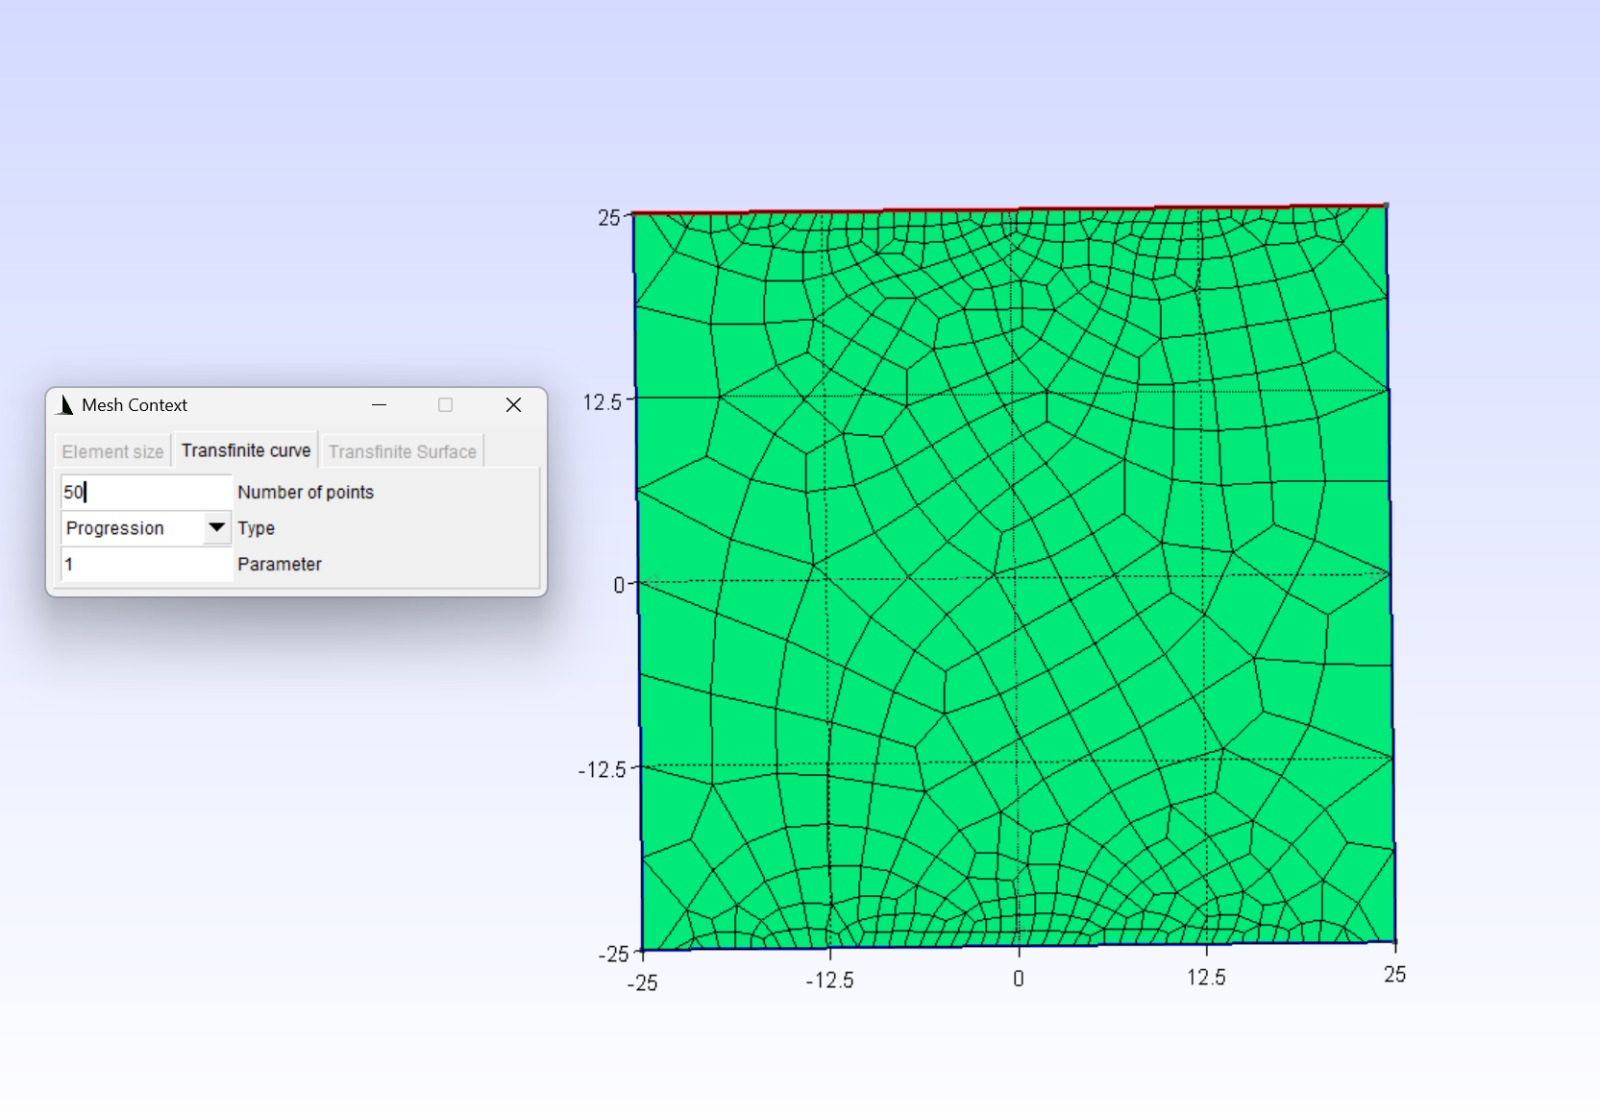 Mesh Context
Element size Transfinite curve Transfinite Surface
50 Number of points
Progression Type
1 Parameter
25
12.5
0
-12.5
-25
-25 -12.5 0 12.5 25